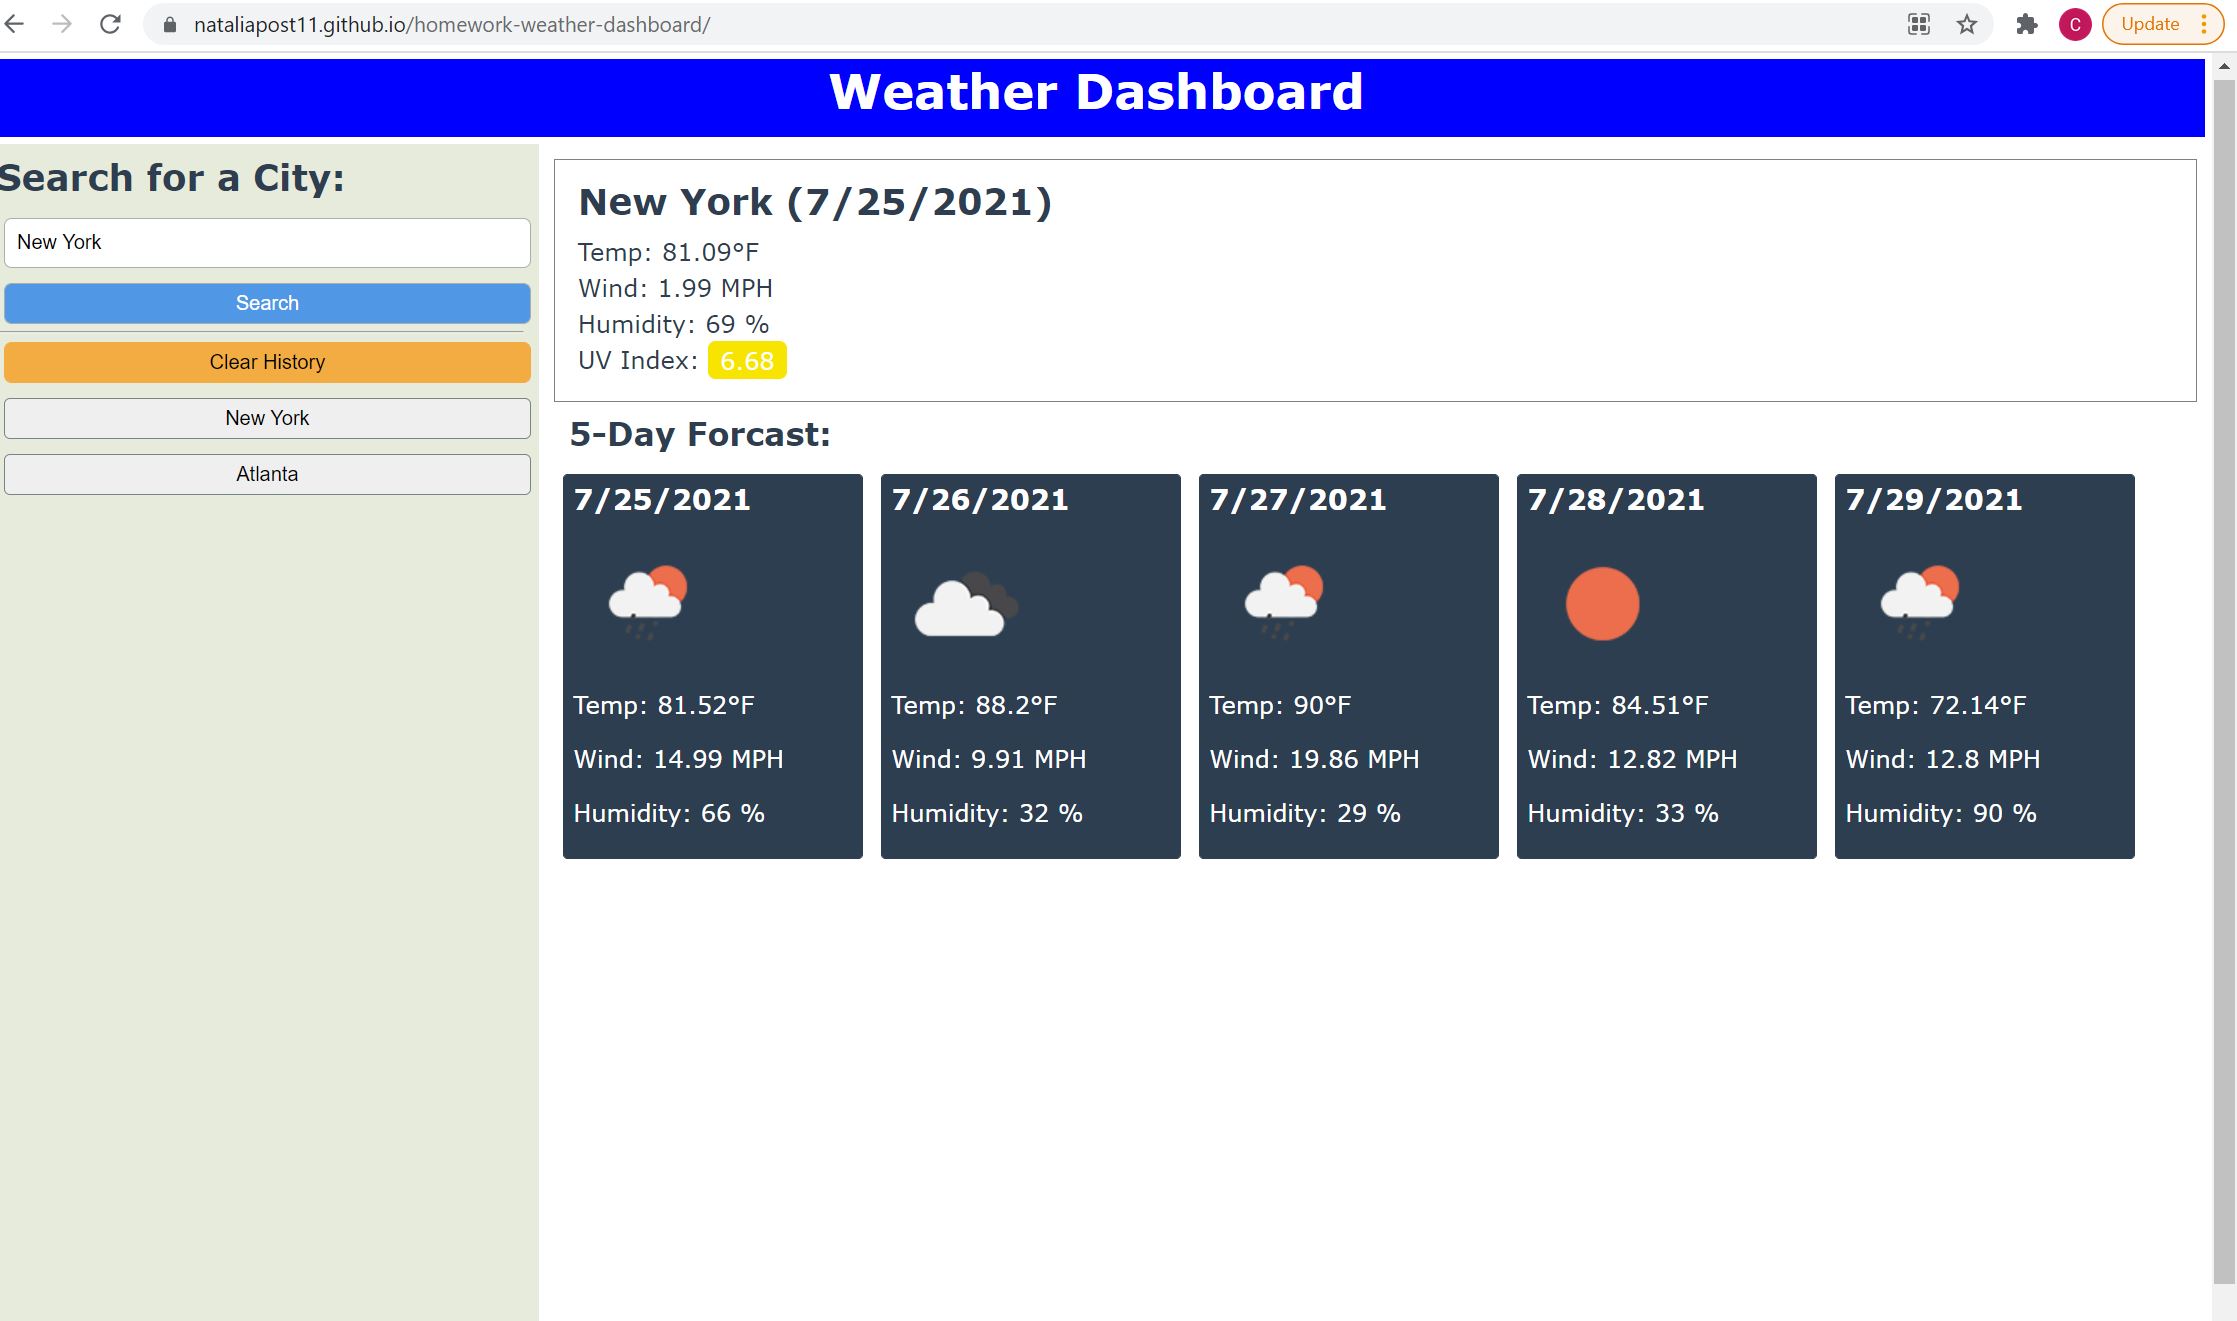 nataliapost11.github.io/homework-weather-dashboard/
C
Update
Weather Dashboard
Search for a City:
New York
Search
Clear History
New York
Atlanta
New York (7/25/2021)
Temp: 81.09°F
Wind: 1.99 MPH
Humidity: 69 %
UV Index: 6.68
5-Day Forcast:
7/25/2021
Temp: 81.52°F
Wind: 14.99 MPH
Humidity: 66 %
7/26/2021
Temp: 88.2°F
Wind: 9.91 MPH
Humidity: 32 %
7/27/2021
Temp: 90°F
Wind: 19.86 MPH
Humidity: 29 %
7/28/2021
Temp: 84.51°F
Wind: 12.82 MPH
Humidity: 33 %
7/29/2021
Temp: 72.14°F
Wind: 12.8 MPH
Humidity: 90 %